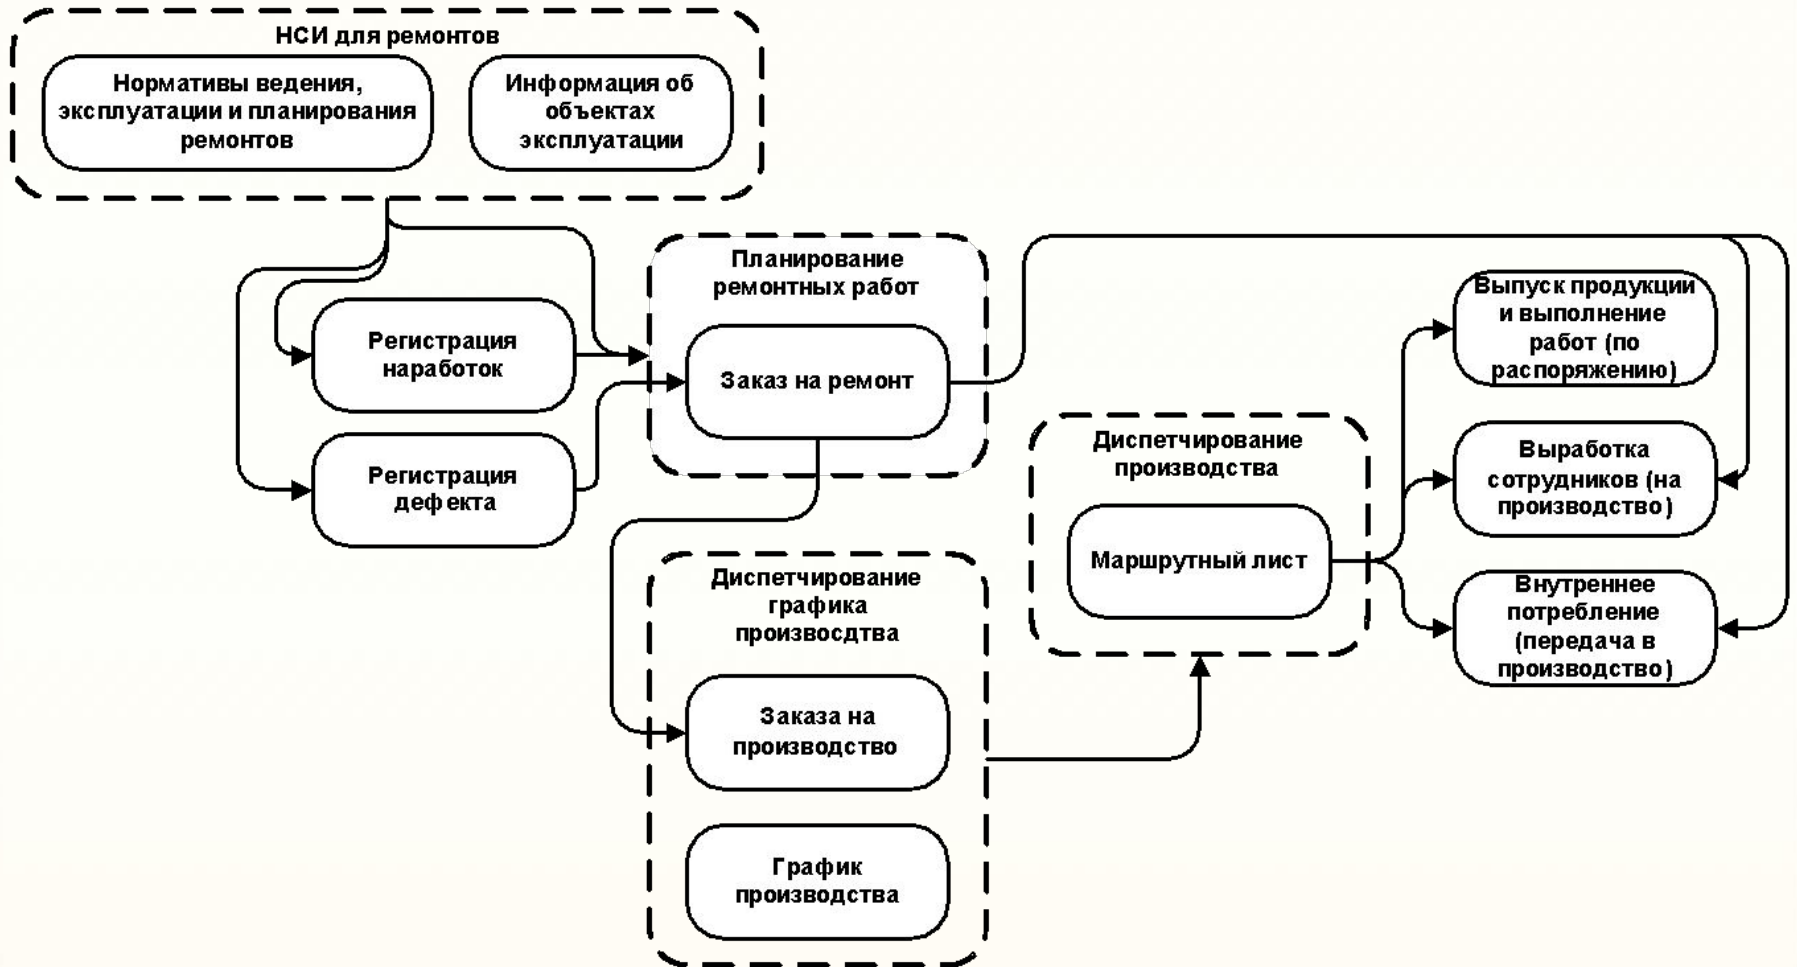 НСИ для ремонтов
Нормативы ведения,
эксплуатации и планирования
ремонтов
Информация об
объектах
эксплуатации
Планирование
ремонтных работ
Заказ на ремонт
Регистрация
наработок
Регистрация
дефекта
Диспетчирование
графика
произвосдтва
Заказа на
производство
График
производства
Диспетчирование
производства
Маршрутный лист
Выпуск продукции
и выполнение
работ (по
распоряжению)
Выработка
сотрудников (на
производство)
Внутреннее
потребление
(передача в
производство)